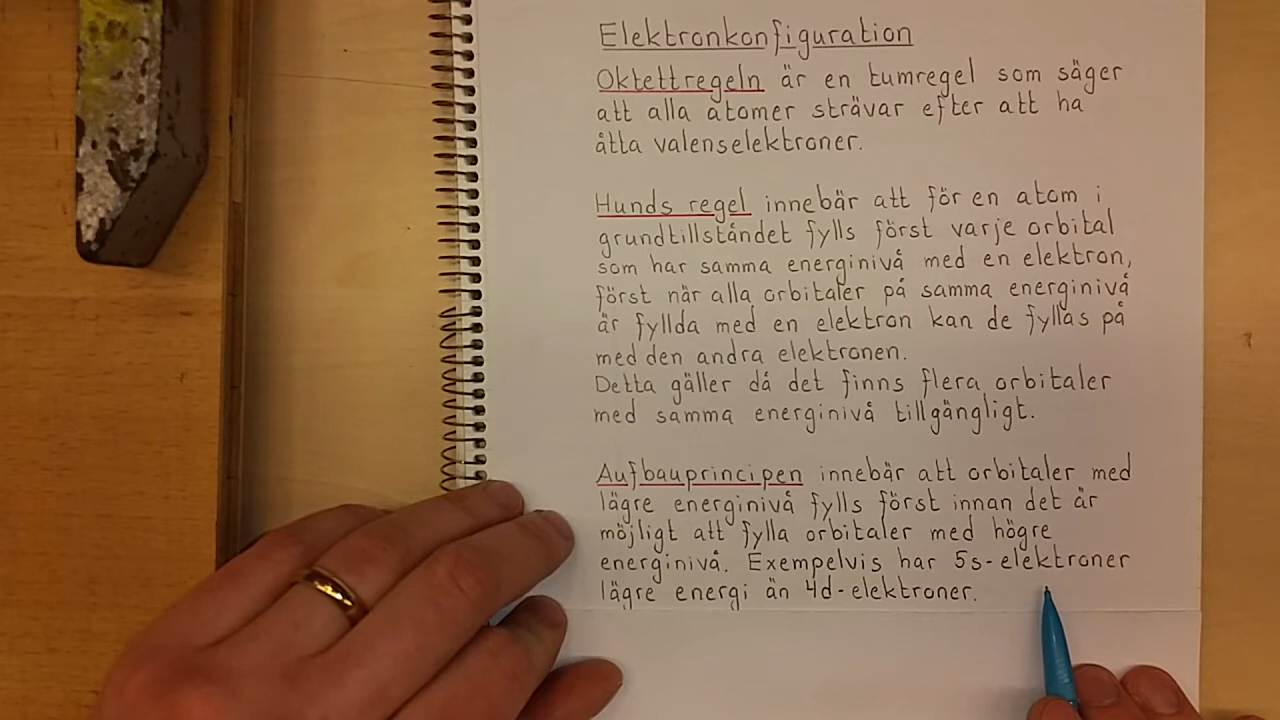 Elektronkonfiguration
Oktettregeln är en tumregel som säger
att alla atomer strävar efter att ha
åtta valenselektroner.
Hunds regel innebär att för en atom i
grundtillståndet fylls först varje orbital
som har samma energinivå med en elektron,
först när alla orbitaler på samma energinivå
är fyllda med en elektron kan de fyllas på
med den andra elektronen.
Detta gäller då det finns flera orbitaler
med samma energinivå tillgängligt.
Aufbauprincipen innebär att orbitaler med
lägre energinivå fylls först innan det är
möjligt att fylla orbitaler med högre
energinivå. Exempelvis har 5s-elektroner
lägre energi än 4d-elektroner.